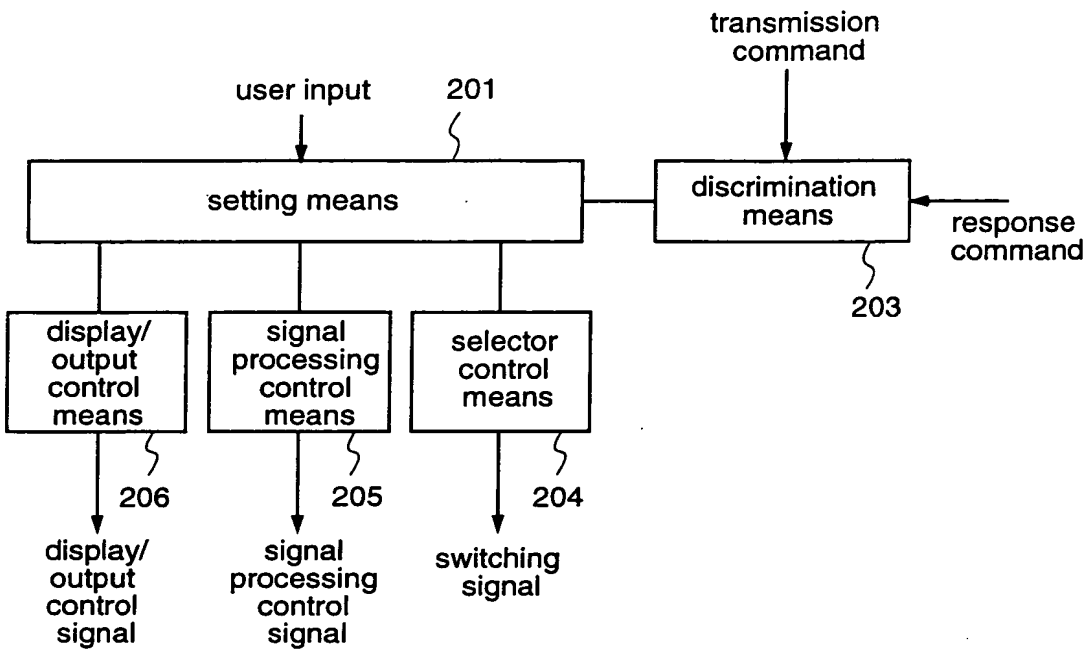 transmission
command
user input
201
setting means
discrimination
means
response
command
203
display/
output
control
means
signal
processing
control
means
selector
control
means
206
205
204
display/
output
control
signal
signal
processing
control
signal
switching
signal